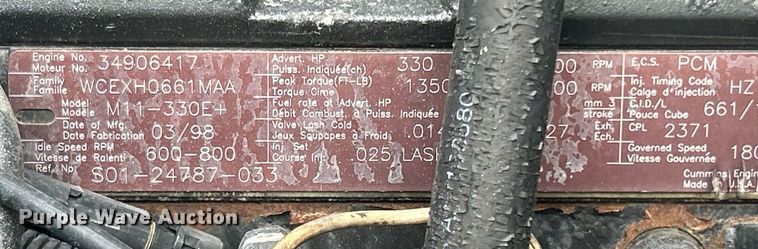 Engine No. 34906417 Advert. HP 330 00 RPM E.C.S. PCM
Moteur No. Puiss. Indiquée(ch)
Family WCEXH0661MAA Peak Torque(FT-LB) 1350 00 RPM Inj. Timing Code HZ
Famille Torque Cime Calge d'injection
Model M11-330E+ Fuel rate at Advert. HP mm 3 C.I.D./L 661/
Modèle Débit Combust. à Puiss. Indiquée stroke Pouce Cube
Date of Mfg. 03/98 Valve Lash Cold .014 27 Exh. CPL 2371
Date Fabrication Jeux Soupapes à Froid Ech.
Idle Speed RPM 600-800 Inj. Set .025 LASH Governed Speed 180
Vitesse de Ralenti Course Inj. Vitesse Gouvernée
Ref. No. S01-24787-033 Cummins Engin
Made U.S.A.
Purple Wave Auction